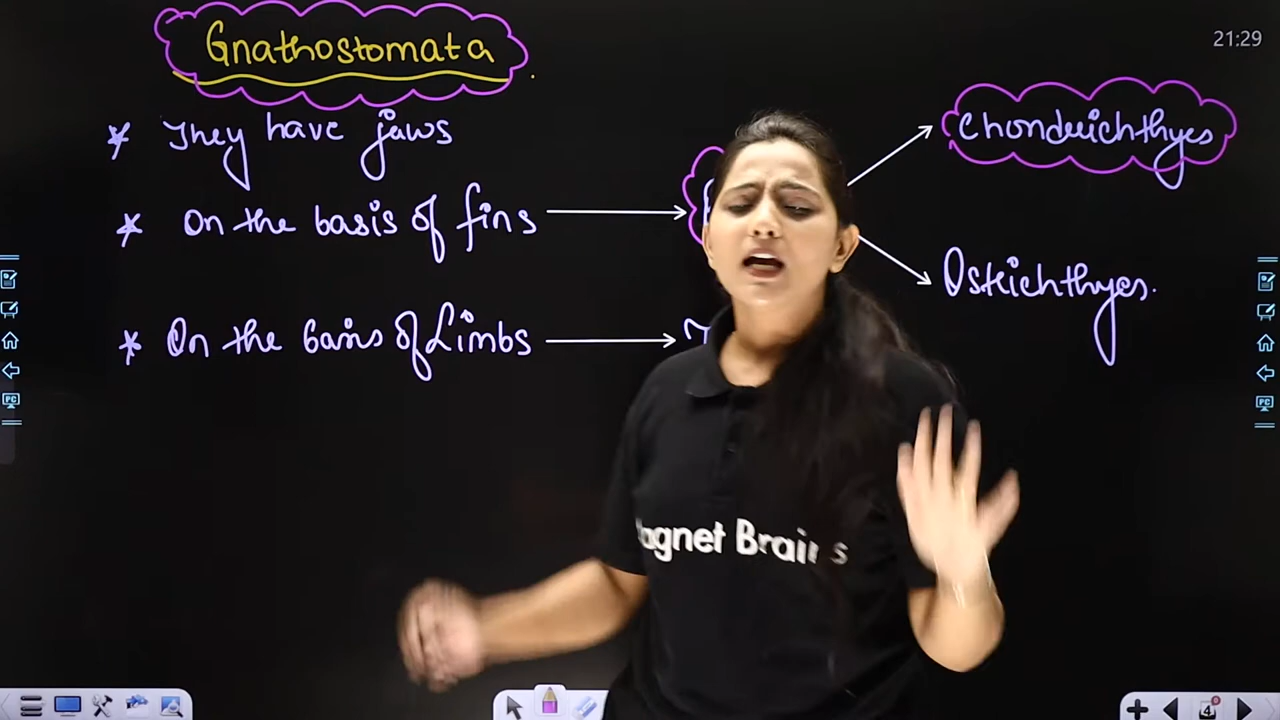 Gnathostomata
21:29
* They have jaws
Chondrichthyes
* On the basis of fins
Osteichthyes.
* On the basis of Limbs
agnet Brains